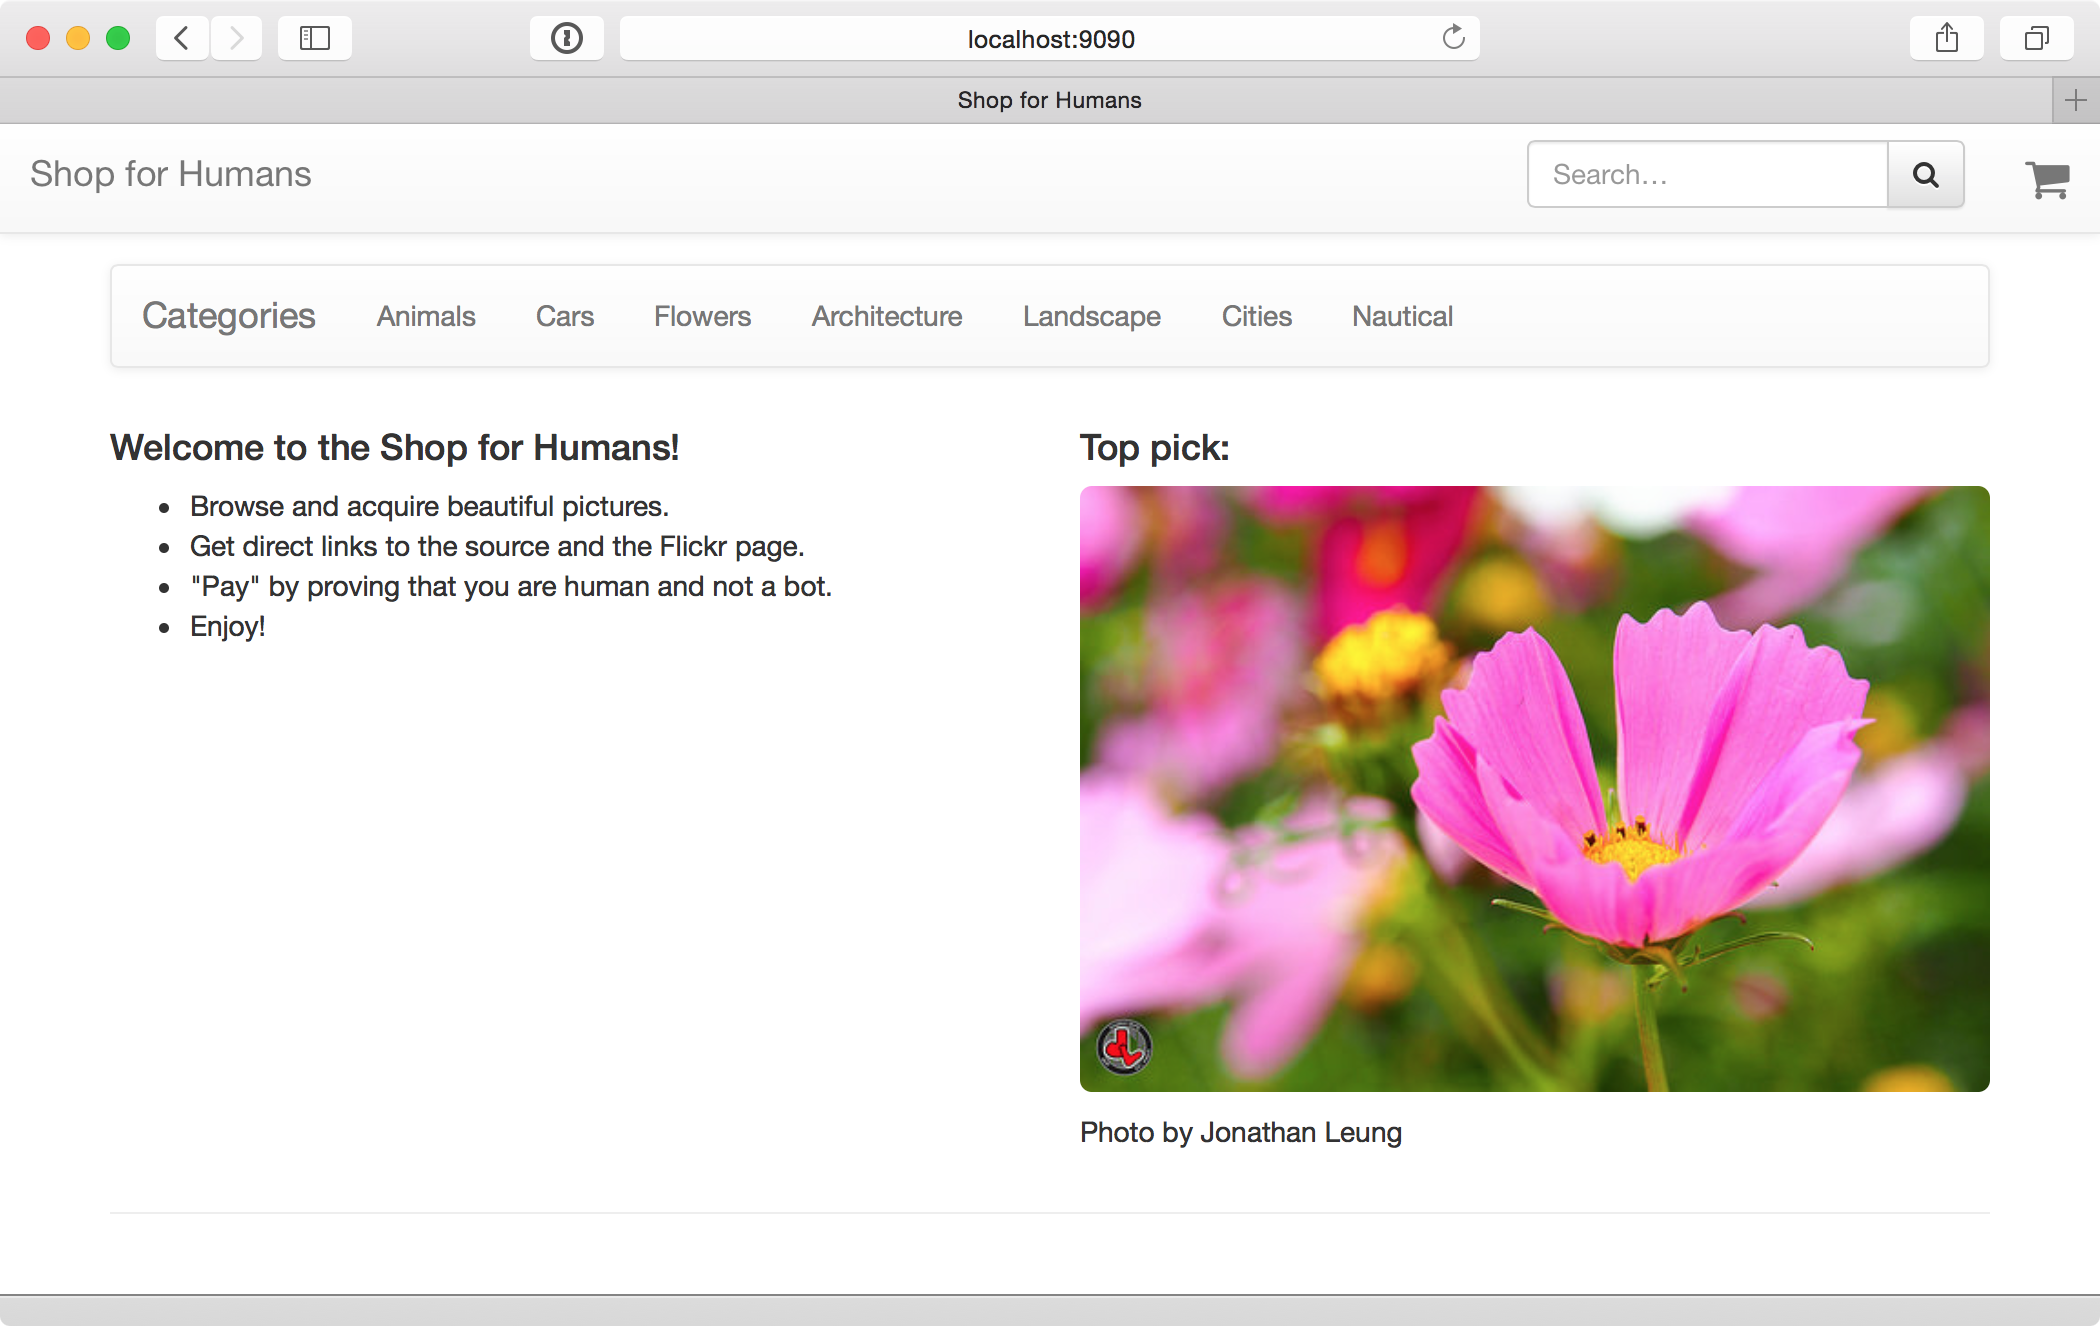 localhost:9090
Shop for Humans
Shop for Humans
Search...
Categories Animals Cars Flowers Architecture Landscape Cities Nautical
Welcome to the Shop for Humans!
Browse and acquire beautiful pictures.
Get direct links to the source and the Flickr page.
"Pay" by proving that you are human and not a bot.
Enjoy!
Top pick:
Photo by Jonathan Leung